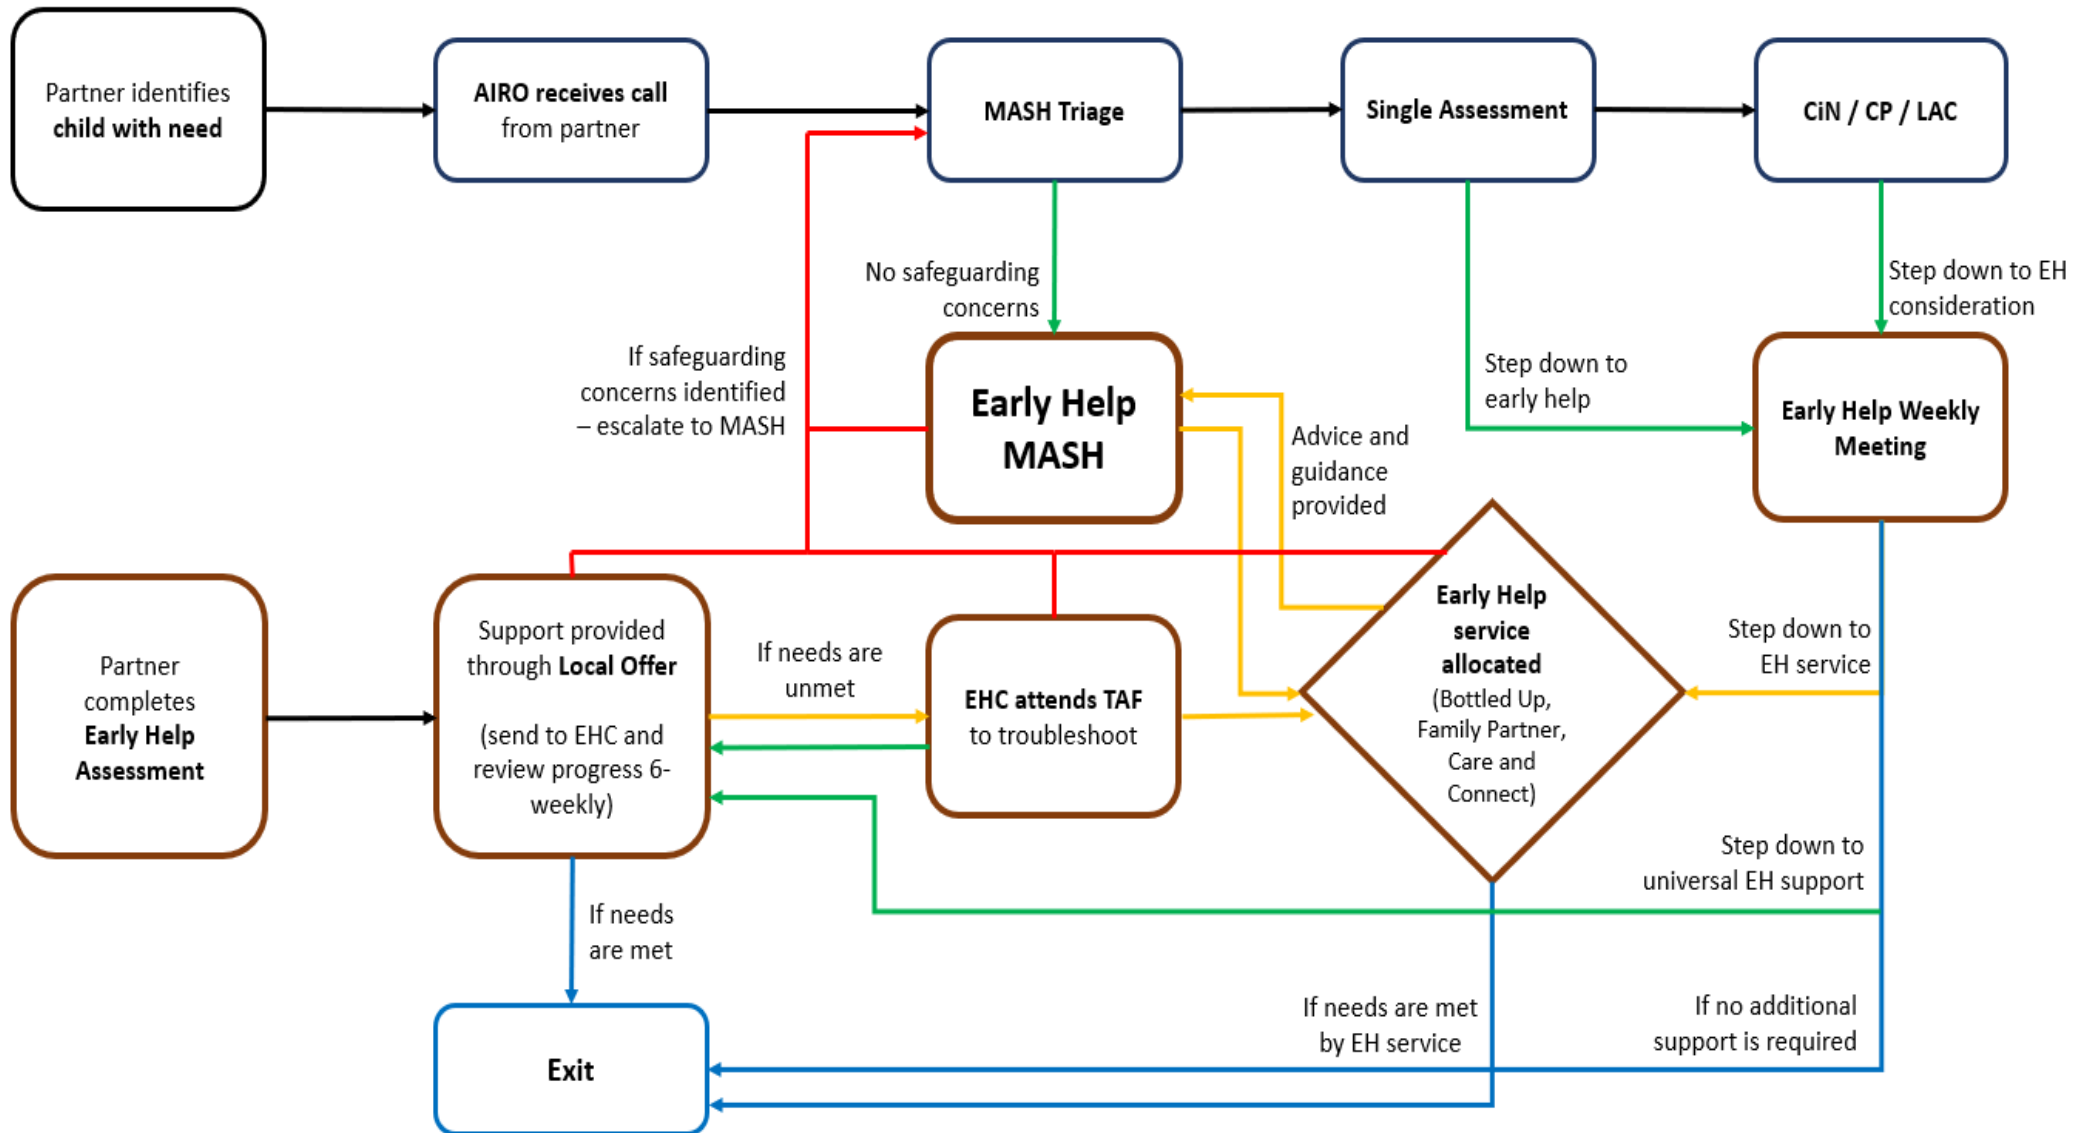 Partner identifies
child with need
AIRO receives call
from partner
MASH Triage
Single Assessment
CiN / CP / LAC
No safeguarding
concerns
Step down to EH
consideration
If safeguarding
concerns identified
– escalate to MASH
Early Help
MASH
Step down to
early help
Early Help Weekly
Meeting
Advice and
guidance
provided
Partner
completes
Early Help
Assessment
Support provided
through Local Offer
(send to EHC and
review progress 6-
weekly)
If needs are
unmet
EHC attends TAF
to troubleshoot
Early Help
service
allocated
(Bottled Up,
Family Partner,
Care and
Connect)
Step down to
EH service
Step down to
universal EH support
If needs
are met
If needs are met
by EH service
If no additional
support is required
Exit